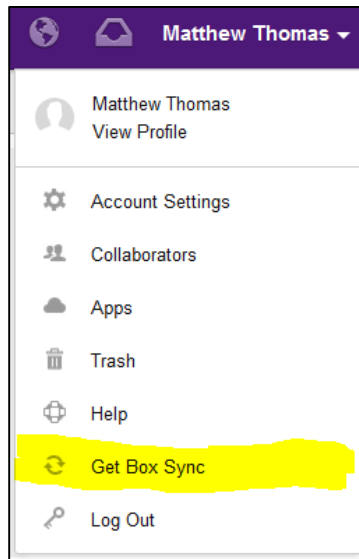 Matthew Thomas
Matthew Thomas
View Profile
Account Settings
Collaborators
Apps
Trash
Help
Get Box Sync
Log Out